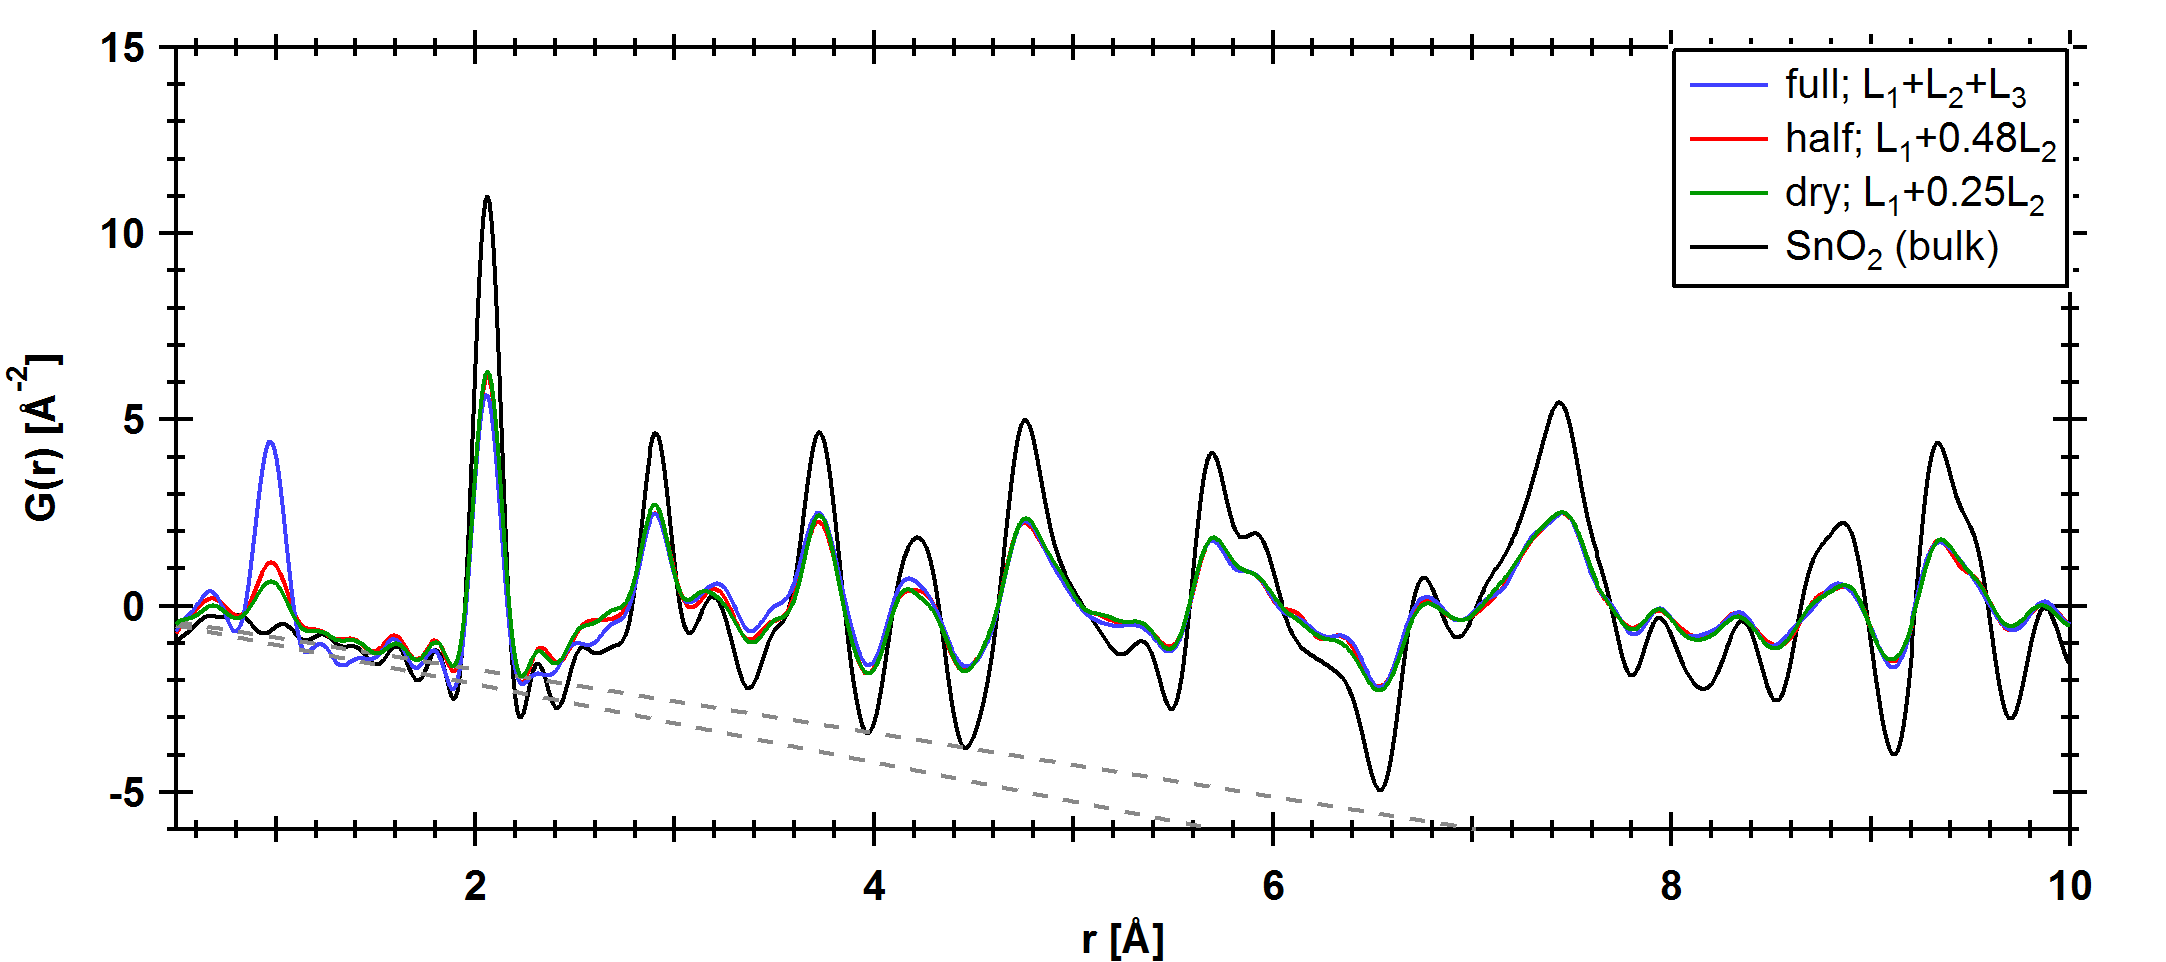 15
10
5
0
-5
G(r) [Å⁻²]
full; L₁+L₂+L₃
half; L₁+0.48L₂
dry; L₁+0.25L₂
SnO₂ (bulk)
2 4 6 8 10
r [Å]